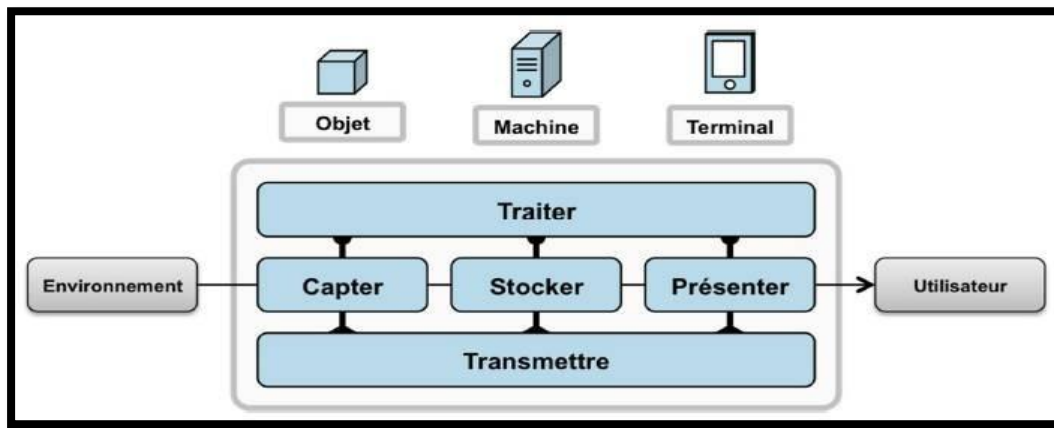 Objet
Machine
Terminal
Traiter
Environnement
Capter
Stocker
Présenter
Utilisateur
Transmettre